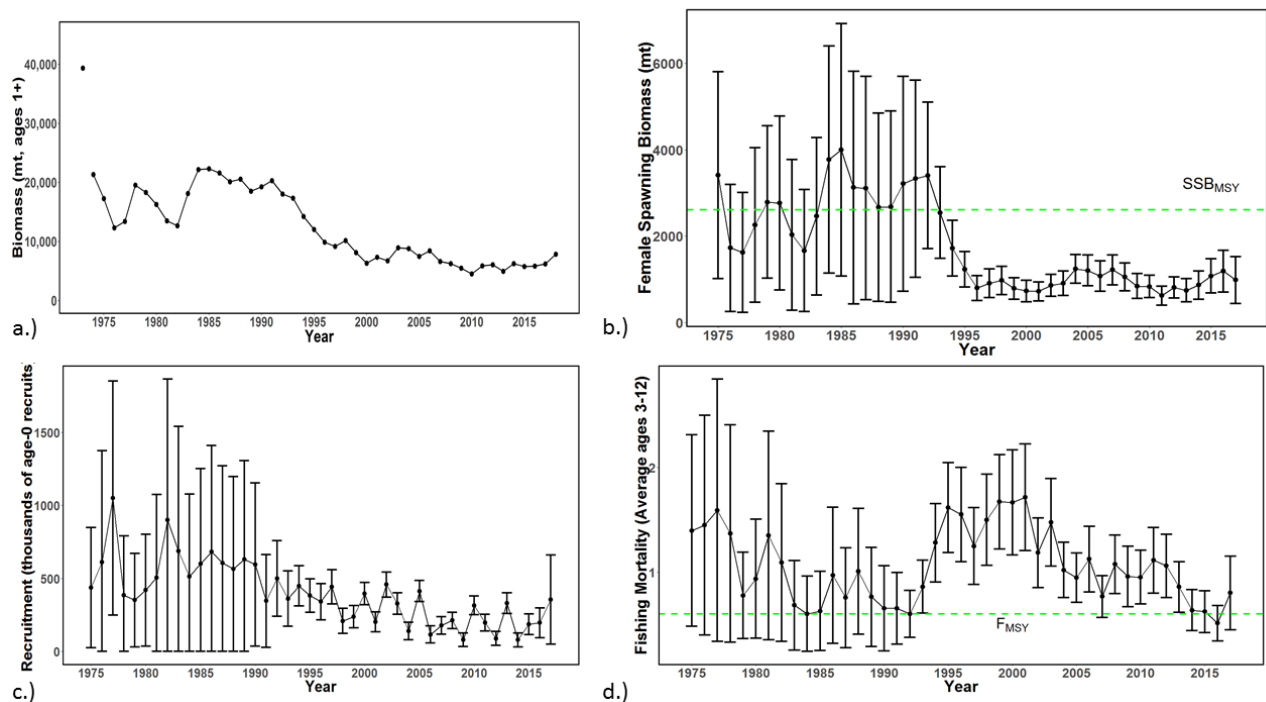 Biomass (mt, ages 1+)
40,000
30,000
20,000
10,000
0
1975 1980 1985 1990 1995 2000 2005 2010 2015
Year
a.)
Female Spawning Biomass (mt)
6000
4000
2000
0
SSBMSY
1975 1980 1985 1990 1995 2000 2005 2010 2015
Year
b.)
Recruitment (thousands of age-0 recruits)
1500
1000
500
0
1975 1980 1985 1990 1995 2000 2005 2010 2015
Year
c.)
Fishing Mortality (Average ages 3-12)
2
1
FMSY
1975 1980 1985 1990 1995 2000 2005 2010 2015
Year
d.)